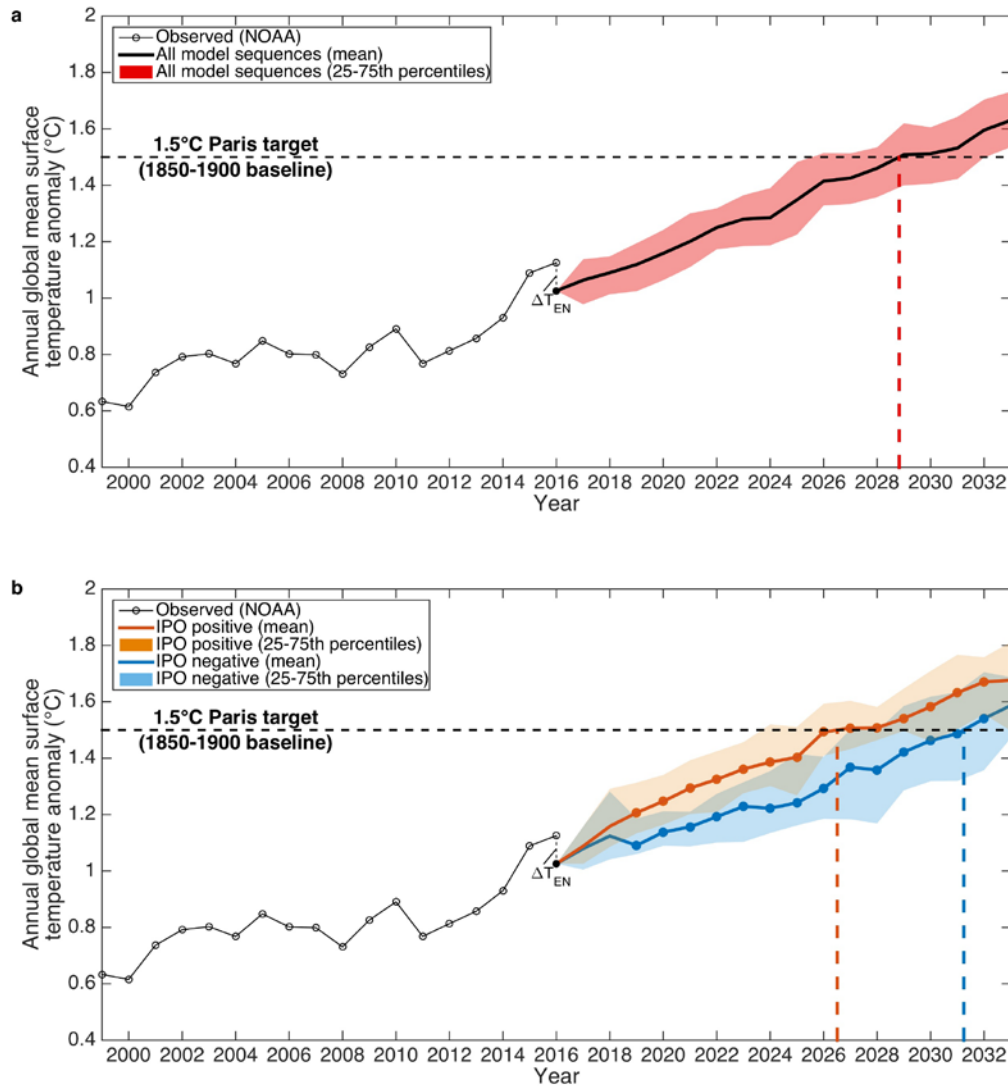 a
2
1.8
1.6
1.4
1.2
1
0.8
0.6
0.4
Annual global mean surface
temperature anomaly (°C)
Observed (NOAA)
All model sequences (mean)
All model sequences (25-75th percentiles)
1.5°C Paris target
(1850-1900 baseline)
ΔT_EN
2000 2002 2004 2006 2008 2010 2012 2014 2016 2018 2020 2022 2024 2026 2028 2030 2032
Year
b
2
1.8
1.6
1.4
1.2
1
0.8
0.6
0.4
Annual global mean surface
temperature anomaly (°C)
Observed (NOAA)
IPO positive (mean)
IPO positive (25-75th percentiles)
IPO negative (mean)
IPO negative (25-75th percentiles)
1.5°C Paris target
(1850-1900 baseline)
ΔT_EN
2000 2002 2004 2006 2008 2010 2012 2014 2016 2018 2020 2022 2024 2026 2028 2030 2032
Year